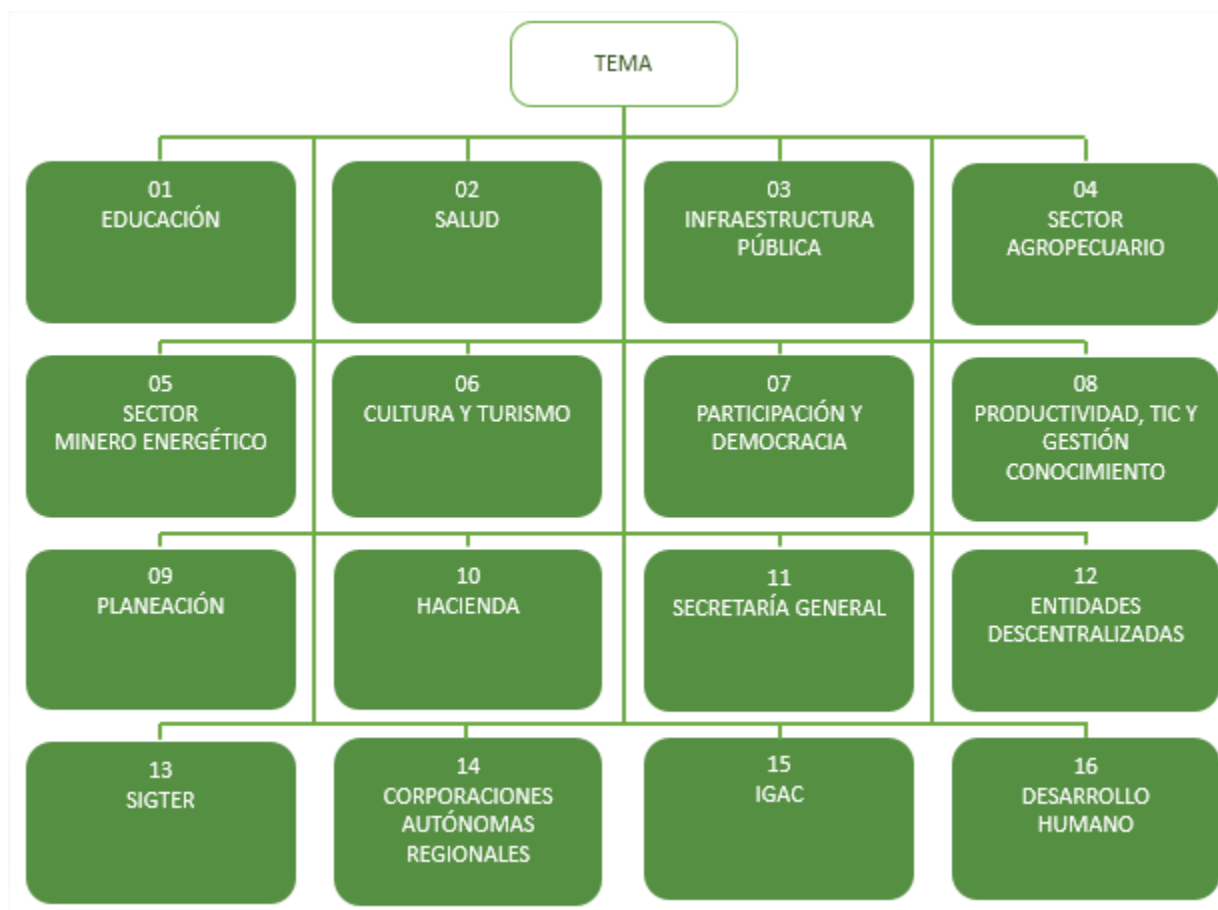 TEMA
01
EDUCACIÓN
02
SALUD
03
INFRAESTRUCTURA
PÚBLICA
04
SECTOR
AGROPECUARIO
05
SECTOR
MINERO ENERGÉTICO
06
CULTURA Y TURISMO
07
PARTICIPACIÓN Y
DEMOCRACIA
08
PRODUCTIVIDAD, TIC Y
GESTIÓN
CONOCIMIENTO
09
PLANEACIÓN
10
HACIENDA
11
SECRETARÍA GENERAL
12
ENTIDADES
DESCENTRALIZADAS
13
SIGTER
14
CORPORACIONES
AUTÓNOMAS
REGIONALES
15
IGAC
16
DESARROLLO
HUMANO